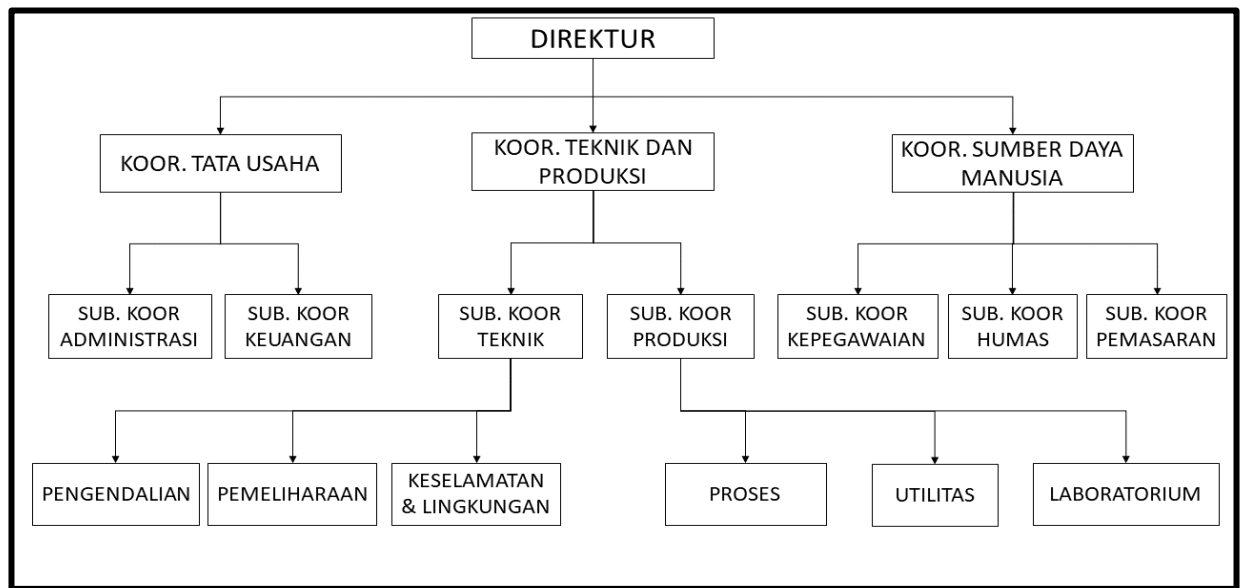 DIREKTUR
KOOR. TATA USAHA
KOOR. TEKNIK DAN
PRODUKSI
KOOR. SUMBER DAYA
MANUSIA
SUB. KOOR
ADMINISTRASI
SUB. KOOR
KEUANGAN
SUB. KOOR
TEKNIK
SUB. KOOR
PRODUKSI
SUB. KOOR
KEPEGAWAIAN
SUB. KOOR
HUMAS
SUB. KOOR
PEMASARAN
PENGENDALIAN
PEMELIHARAAN
KESELAMATAN
& LINGKUNGAN
PROSES
UTILITAS
LABORATORIUM